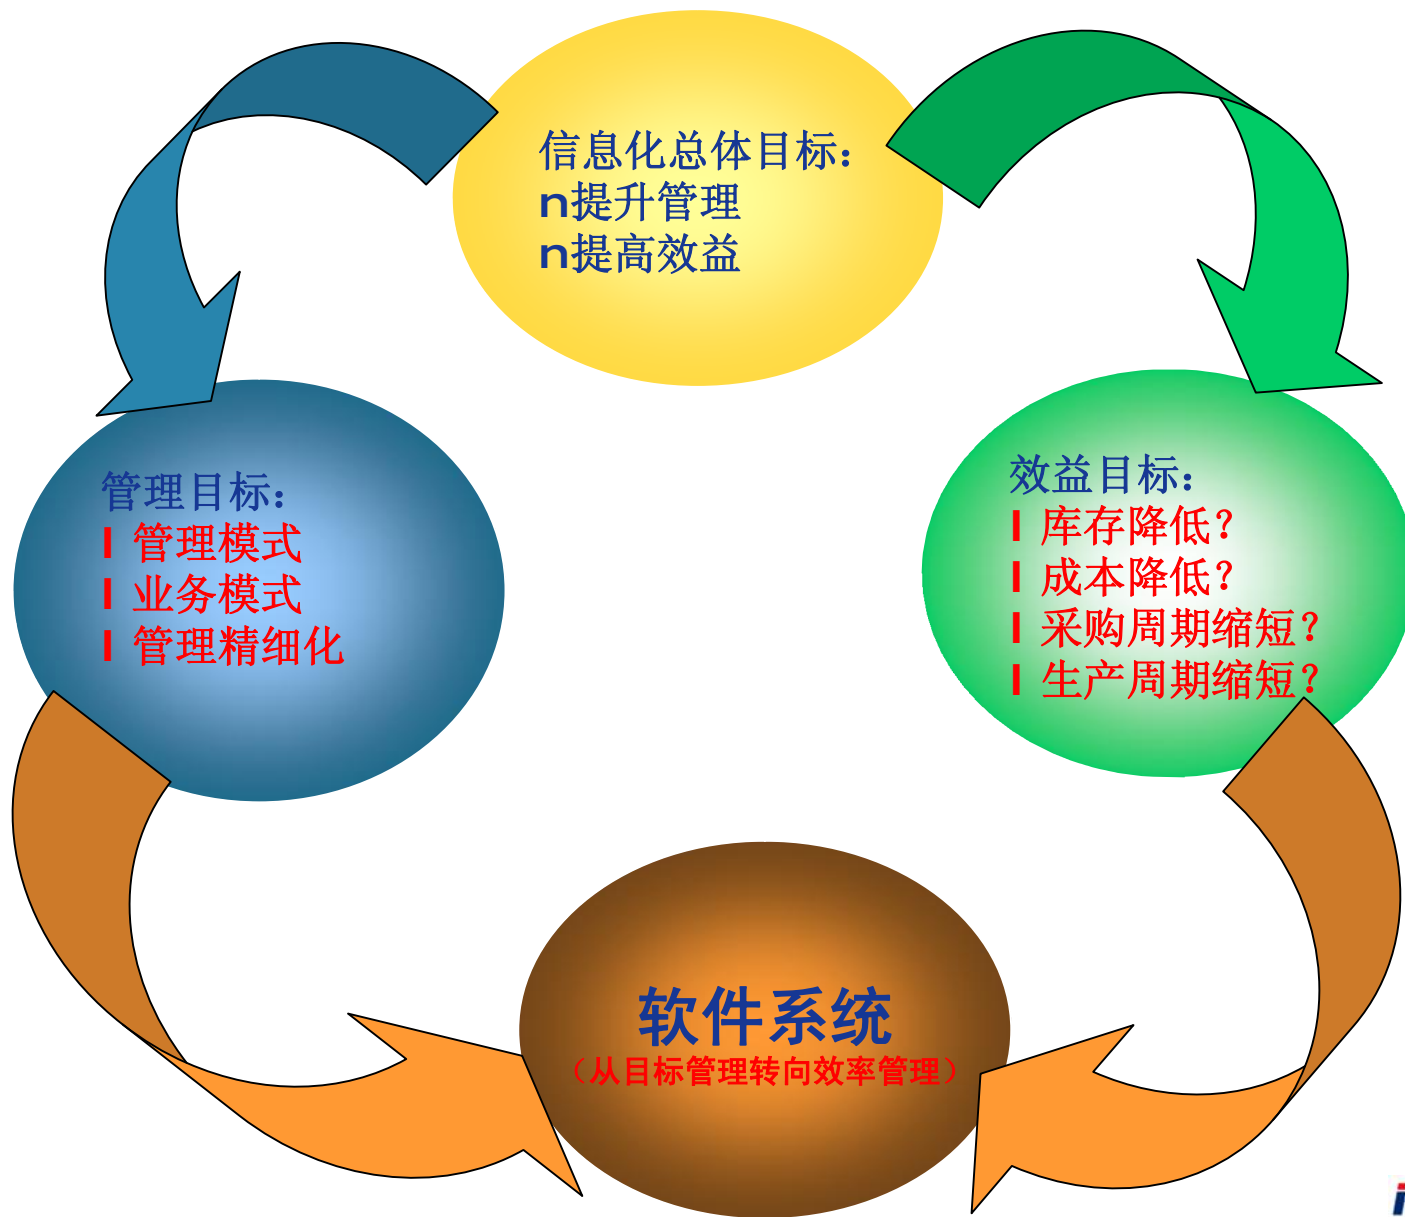 信息化总体目标：
n提升管理
n提高效益
管理目标：
l 管理模式
l 业务模式
l 管理精细化
效益目标：
l 库存降低？
l 成本降低？
l 采购周期缩短？
l 生产周期缩短？
软件系统
（从目标管理转向效率管理）